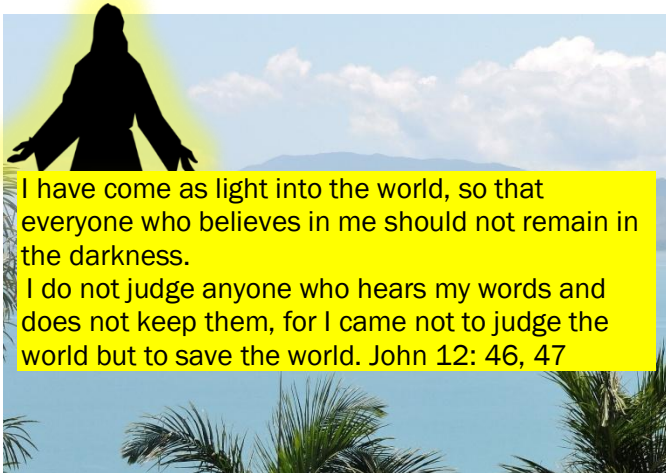 I have come as light into the world, so that
everyone who believes in me should not remain in
the darkness.
I do not judge anyone who hears my words and
does not keep them, for I came not to judge the
world but to save the world. John 12: 46, 47